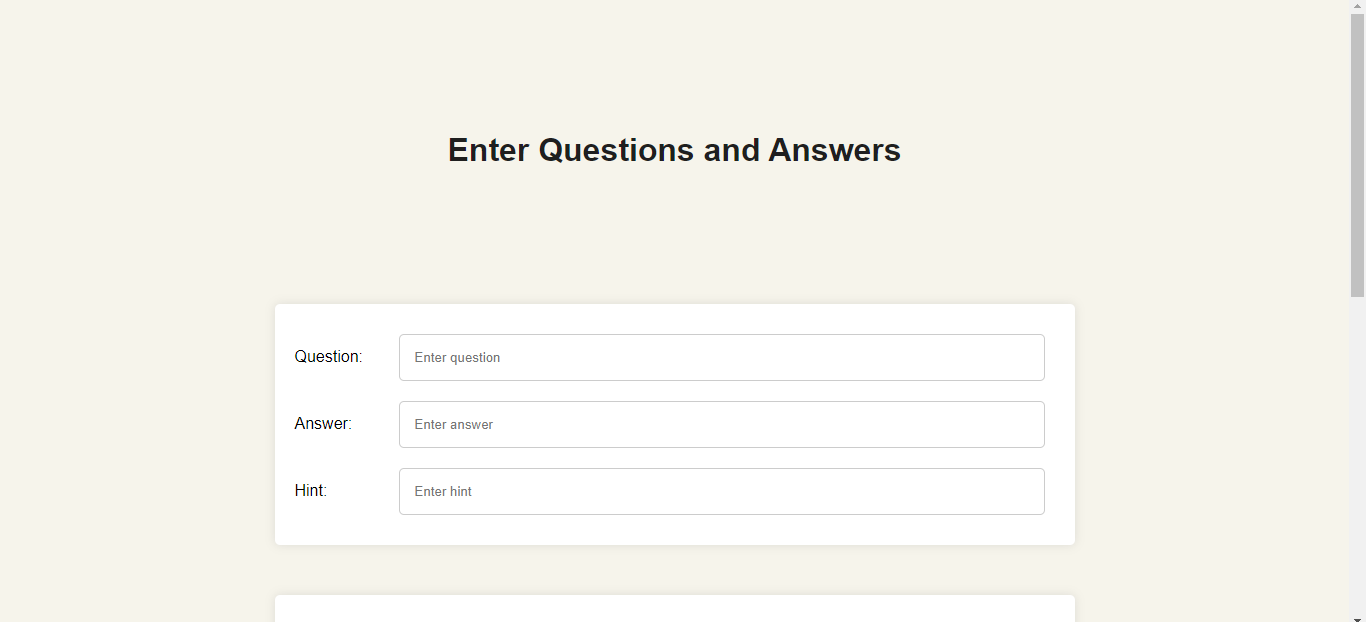 Enter Questions and Answers
Question: Enter question
Answer: Enter answer
Hint: Enter hint